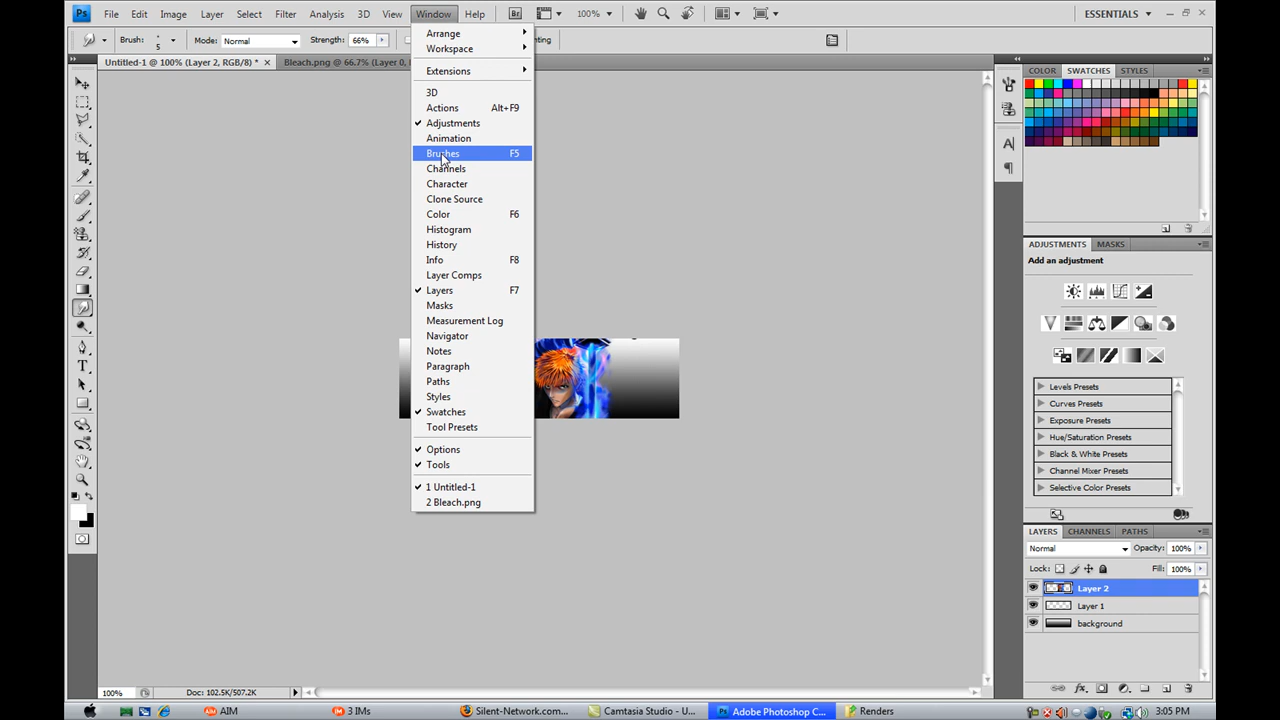 Ps File Edit Image Layer Select Filter Analysis 3D View Window Help Br 100% ESSENTIALS
Brush: 5 Mode: Normal Strength: 66%
Untitled-1 @ 100% (Layer 2, RGB/8) * Bleach.png @ 66.7% (Layer 0,
Arrange
Workspace
Extensions
3D
Actions Alt+F9
Adjustments
Animation
Brushes F5
Channels
Character
Clone Source
Color F6
Histogram
History
Info F8
Layer Comps
Layers F7
Masks
Measurement Log
Navigator
Notes
Paragraph
Paths
Styles
Swatches
Tool Presets
Options
Tools
1 Untitled-1
2 Bleach.png
COLOR SWATCHES STYLES
ADJUSTMENTS MASKS
Add an adjustment
Levels Presets
Curves Presets
Exposure Presets
Hue/Saturation Presets
Black & White Presets
Channel Mixer Presets
Selective Color Presets
LAYERS CHANNELS PATHS
Normal Opacity: 100%
Lock: Fill: 100%
Layer 2
Layer 1
background
100% Doc: 102.5K/507.2K
AIM 3 IMs Silent-Network.com... Camtasia Studio - U... Adobe Photoshop C... Renders 3:05 PM